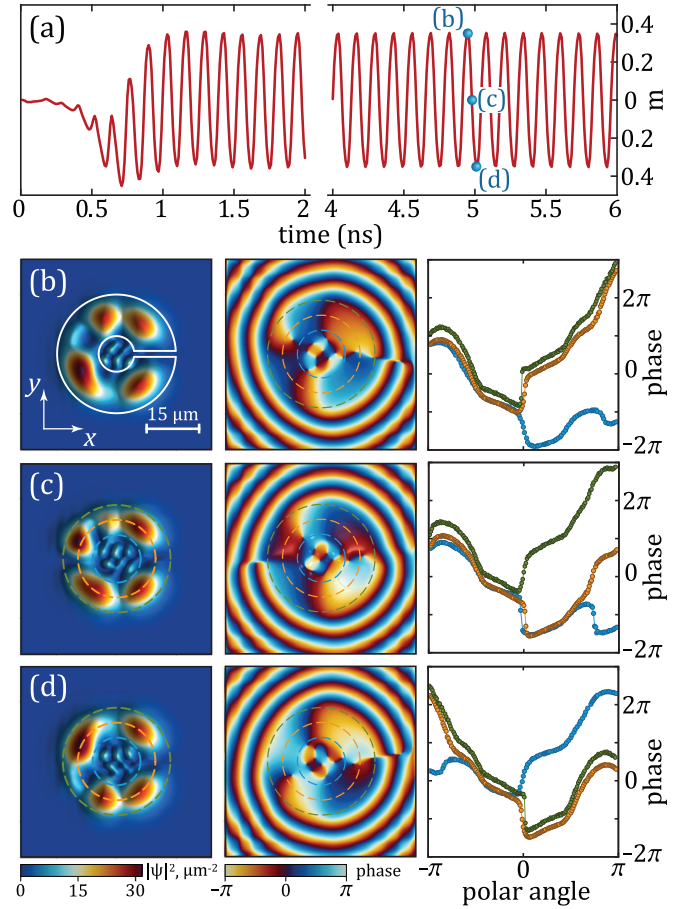 (a)
(b)
(c)
(d)
0.4
0.2
0
0.2
0.4
m
0 0.5 1 1.5 2 4 4.5 5 5.5 6
time (ns)
(b)
y
x
15 μm
2π
0
-2π
phase
(c)
2π
0
-2π
phase
(d)
2π
0
-2π
phase
0 15 30 |ψ|², μm⁻²
-π 0 π phase
-π 0 π
polar angle